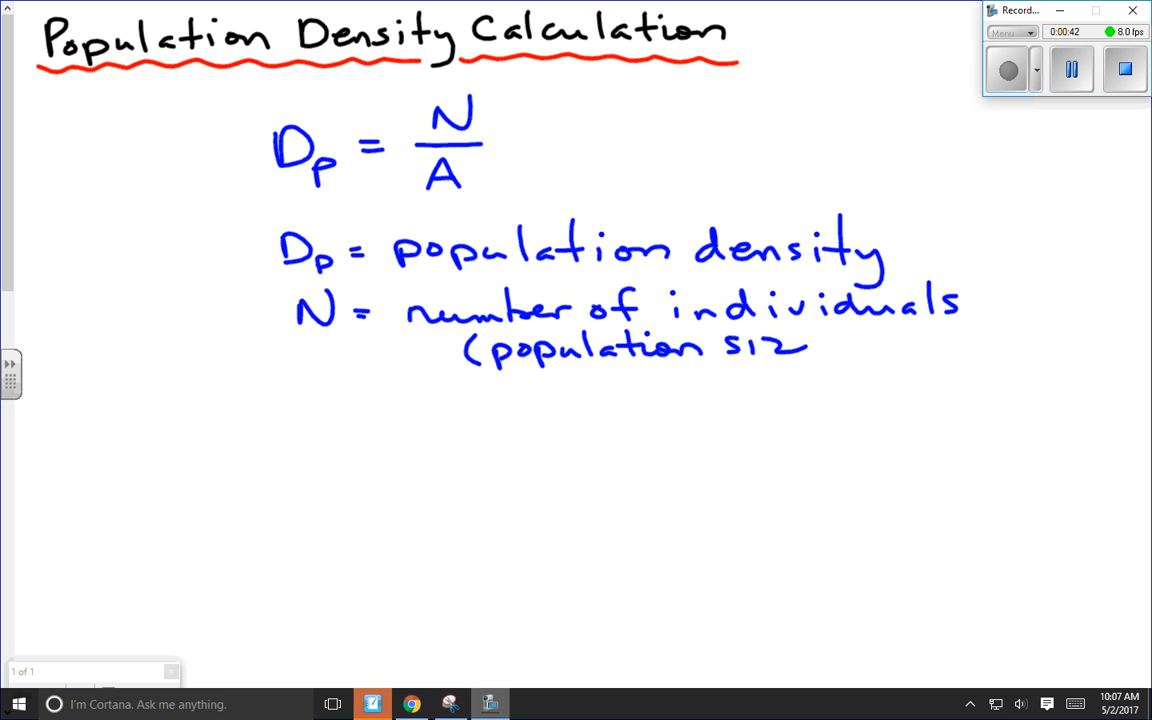 Population Density Calculation
Record...
Menu
0:00:42
8.0 fps
Dp = N
A
Dp = population density
N = number of individuals
(population siz
1 of 1
I'm Cortana. Ask me anything.
10:07 AM
5/2/2017